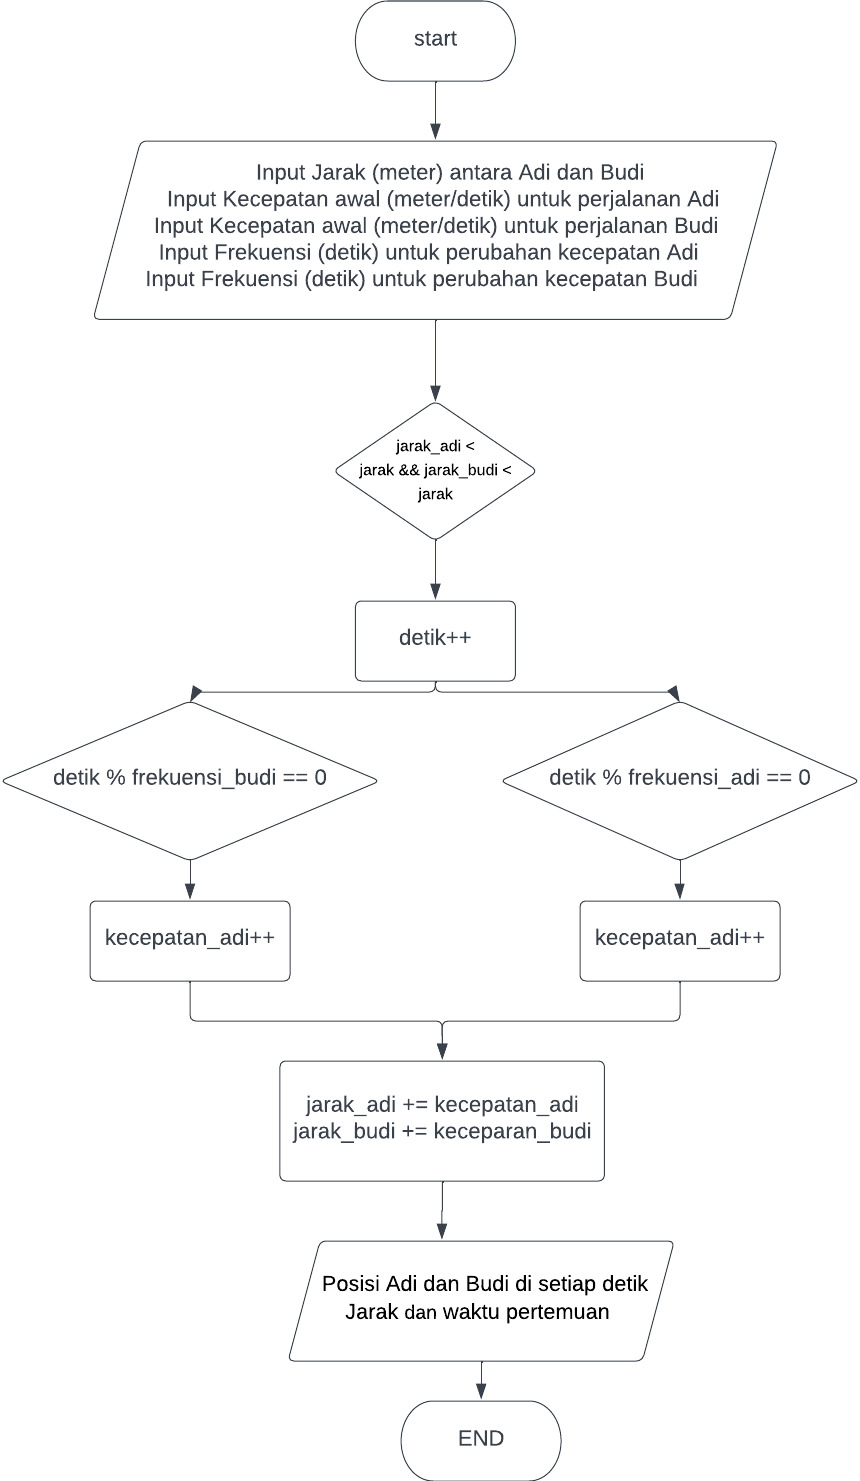 start
Input Jarak (meter) antara Adi dan Budi
Input Kecepatan awal (meter/detik) untuk perjalanan Adi
Input Kecepatan awal (meter/detik) untuk perjalanan Budi
Input Frekuensi (detik) untuk perubahan kecepatan Adi
Input Frekuensi (detik) untuk perubahan kecepatan Budi
jarak_adi <
jarak && jarak_budi <
jarak
detik++
detik % frekuensi_budi == 0
detik % frekuensi_adi == 0
kecepatan_adi++
kecepatan_adi++
jarak_adi += kecepatan_adi
jarak_budi += keceparan_budi
Posisi Adi dan Budi di setiap detik
Jarak dan waktu pertemuan
END